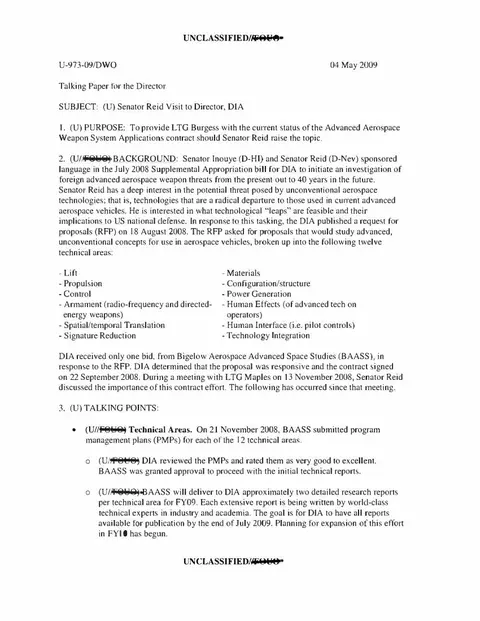 UNCLASSIFIED//FOUO
U-973-09/DWO 04 May 2009
Talking Paper for the Director
SUBJECT: (U) Senator Reid Visit to Director, DIA
1. (U) PURPOSE: To provide LTG Burgess with the current status of the Advanced Aerospace
Weapon System Applications contract should Senator Reid raise the topic.
2. (U//FOUO) BACKGROUND: Senator Inouye (D-HI) and Senator Reid (D-Nev) sponsored
language in the July 2008 Supplemental Appropriation bill for DIA to initiate an investigation of
foreign advanced aerospace weapon threats from the present out to 40 years in the future.
Senator Reid has a deep interest in the potential threat posed by unconventional aerospace
technologies; that is, technologies that are a radical departure to those used in current advanced
aerospace vehicles. He is interested in what technological “leaps” are feasible and their
implications to US national defense. In response to this tasking, the DIA published a request for
proposals (RFP) on 18 August 2008. The RFP asked for proposals that would study advanced,
unconventional concepts for use in aerospace vehicles, broken up into the following twelve
technical areas:
- Lift
- Propulsion
- Control
- Armament (radio-frequency and directed-
energy weapons)
- Spatial/temporal Translation
- Signature Reduction
- Materials
- Configuration/structure
- Power Generation
- Human Effects (of advanced tech on
operators)
- Human Interface (i.e. pilot controls)
- Technology Integration
DIA received only one bid, from Bigelow Aerospace Advanced Space Studies (BAASS), in
response to the RFP. DIA determined that the proposal was responsive and the contract signed
on 22 September 2008. During a meeting with LTG Maples on 13 November 2008, Senator Reid
discussed the importance of this contract effort. The following has occurred since that meeting.
3. (U) TALKING POINTS:
• (U//FOUO) Technical Areas. On 21 November 2008, BAASS submitted program
management plans (PMPs) for each of the 12 technical areas.
o (U//FOUO) DIA reviewed the PMPs and rated them as very good to excellent.
BAASS was granted approval to proceed with the initial technical reports.
o (U//FOUO) BAASS will deliver to DIA approximately two detailed research reports
per technical area for FY09. Each extensive report is being written by world-class
technical experts in industry and academia. The goal is for DIA to have all reports
available for publication by the end of July 2009. Planning for expansion of this effort
in FY10 has begun.
UNCLASSIFIED//FOUO